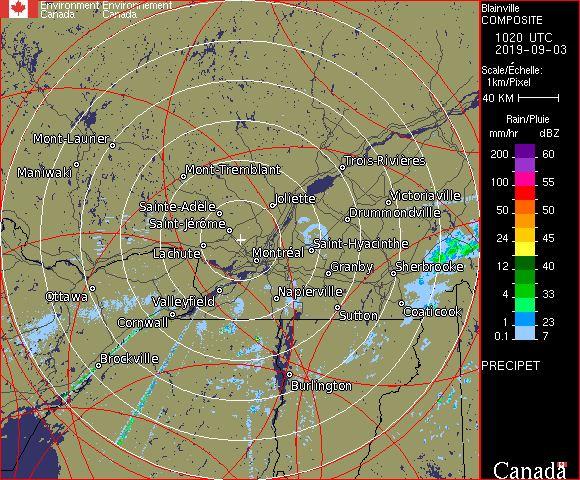 Environment Environnement
Canada Canada
Blainville
COMPOSITE
1020 UTC
2019-09-03
Scale/Échelle:
1km/Pixel
40 KM
Rain/Pluie
mm/hr dBZ
200 60
100 55
50 50
24 45
12 40
4 33
1 23
0.1 7
PRECIPET
Canada
Mont-Laurier
Maniwaki
Mont-Tremblant
Trois-Rivières
Joliette
Victoriaville
Sainte-Adèle
Drummondville
Saint-Jérôme
Saint-Hyacinthe
Lachute
Montréal
Granby
Sherbrooke
Ottawa
Valleyfield
Napierville
Cornwall
Sutton
Coaticook
Brockville
Burlington